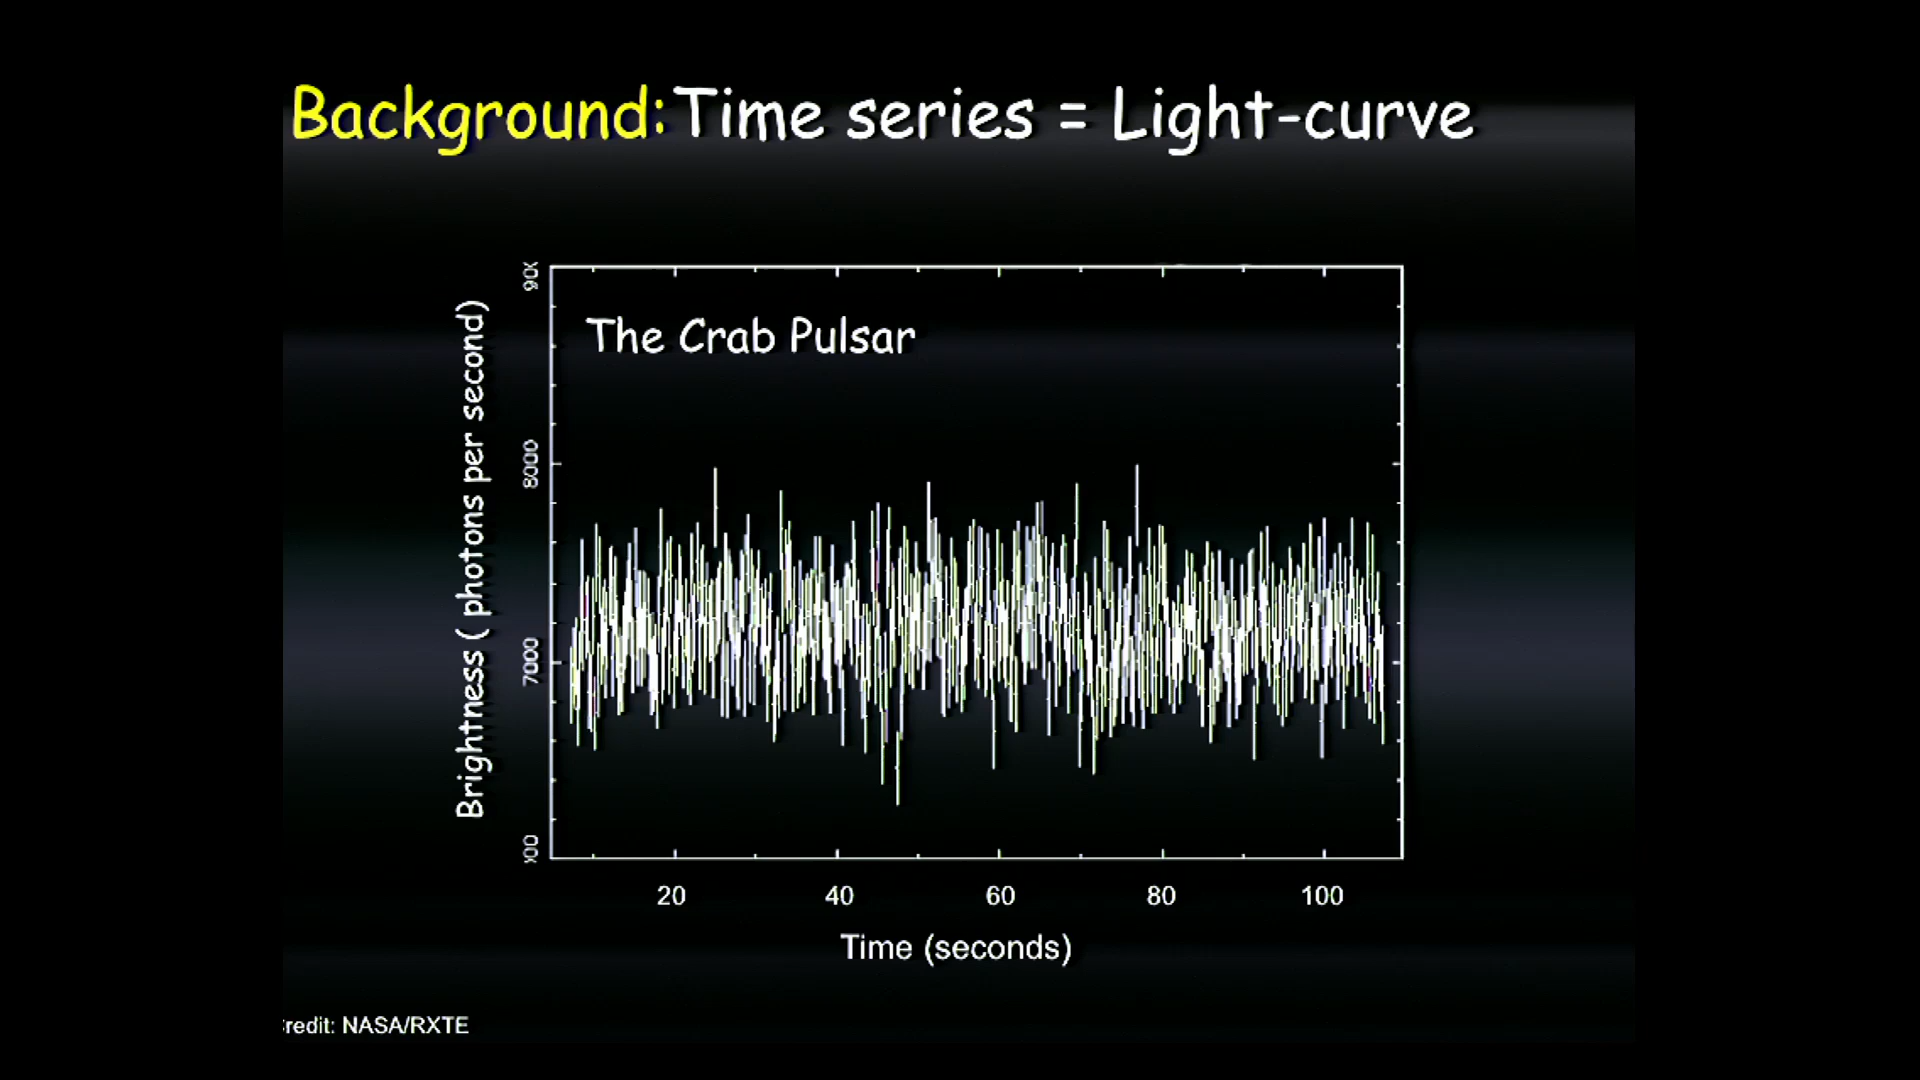 Background: Time series = Light-curve
The Crab Pulsar
Brightness ( photons per second)
8000
7000
20 40 60 80 100
Time (seconds)
redit: NASA/RXTE